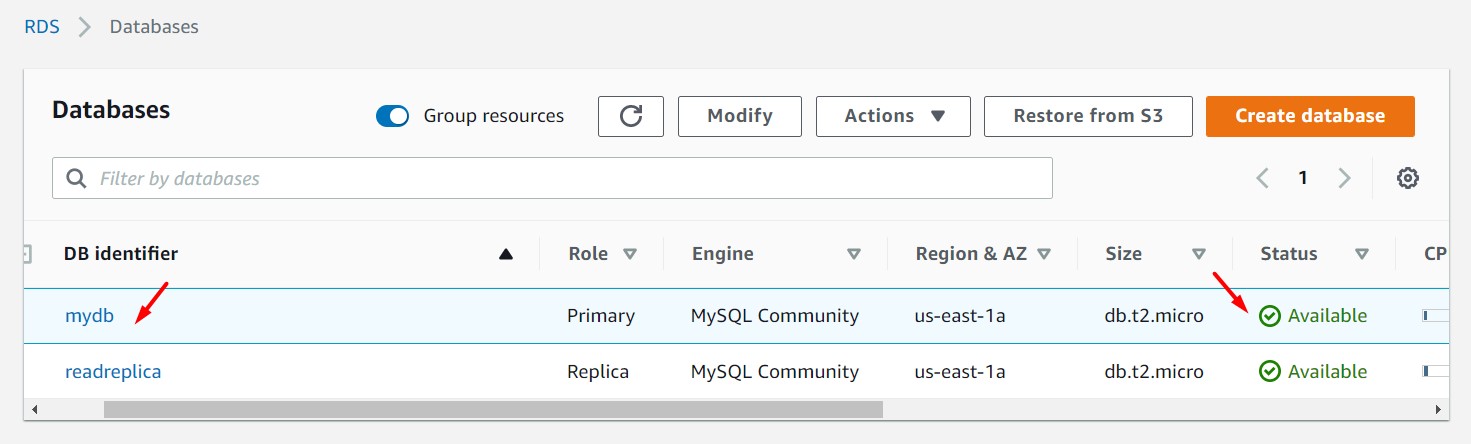 RDS Databases
Databases
Group resources Modify Actions Restore from S3 Create database
Filter by databases 1
DB identifier Role Engine Region & AZ Size Status CP
mydb Primary MySQL Community us-east-1a db.t2.micro Available
readreplica Replica MySQL Community us-east-1a db.t2.micro Available